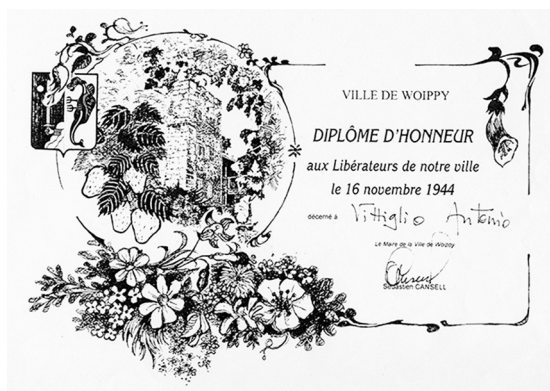 VILLE DE WOIPPY
DIPLÔME D'HONNEUR
aux Libérateurs de notre ville
le 16 novembre 1944
décerné à Vittiglio Antonio
Le Maire de la Ville de Woippy
Sébastien CANSELL